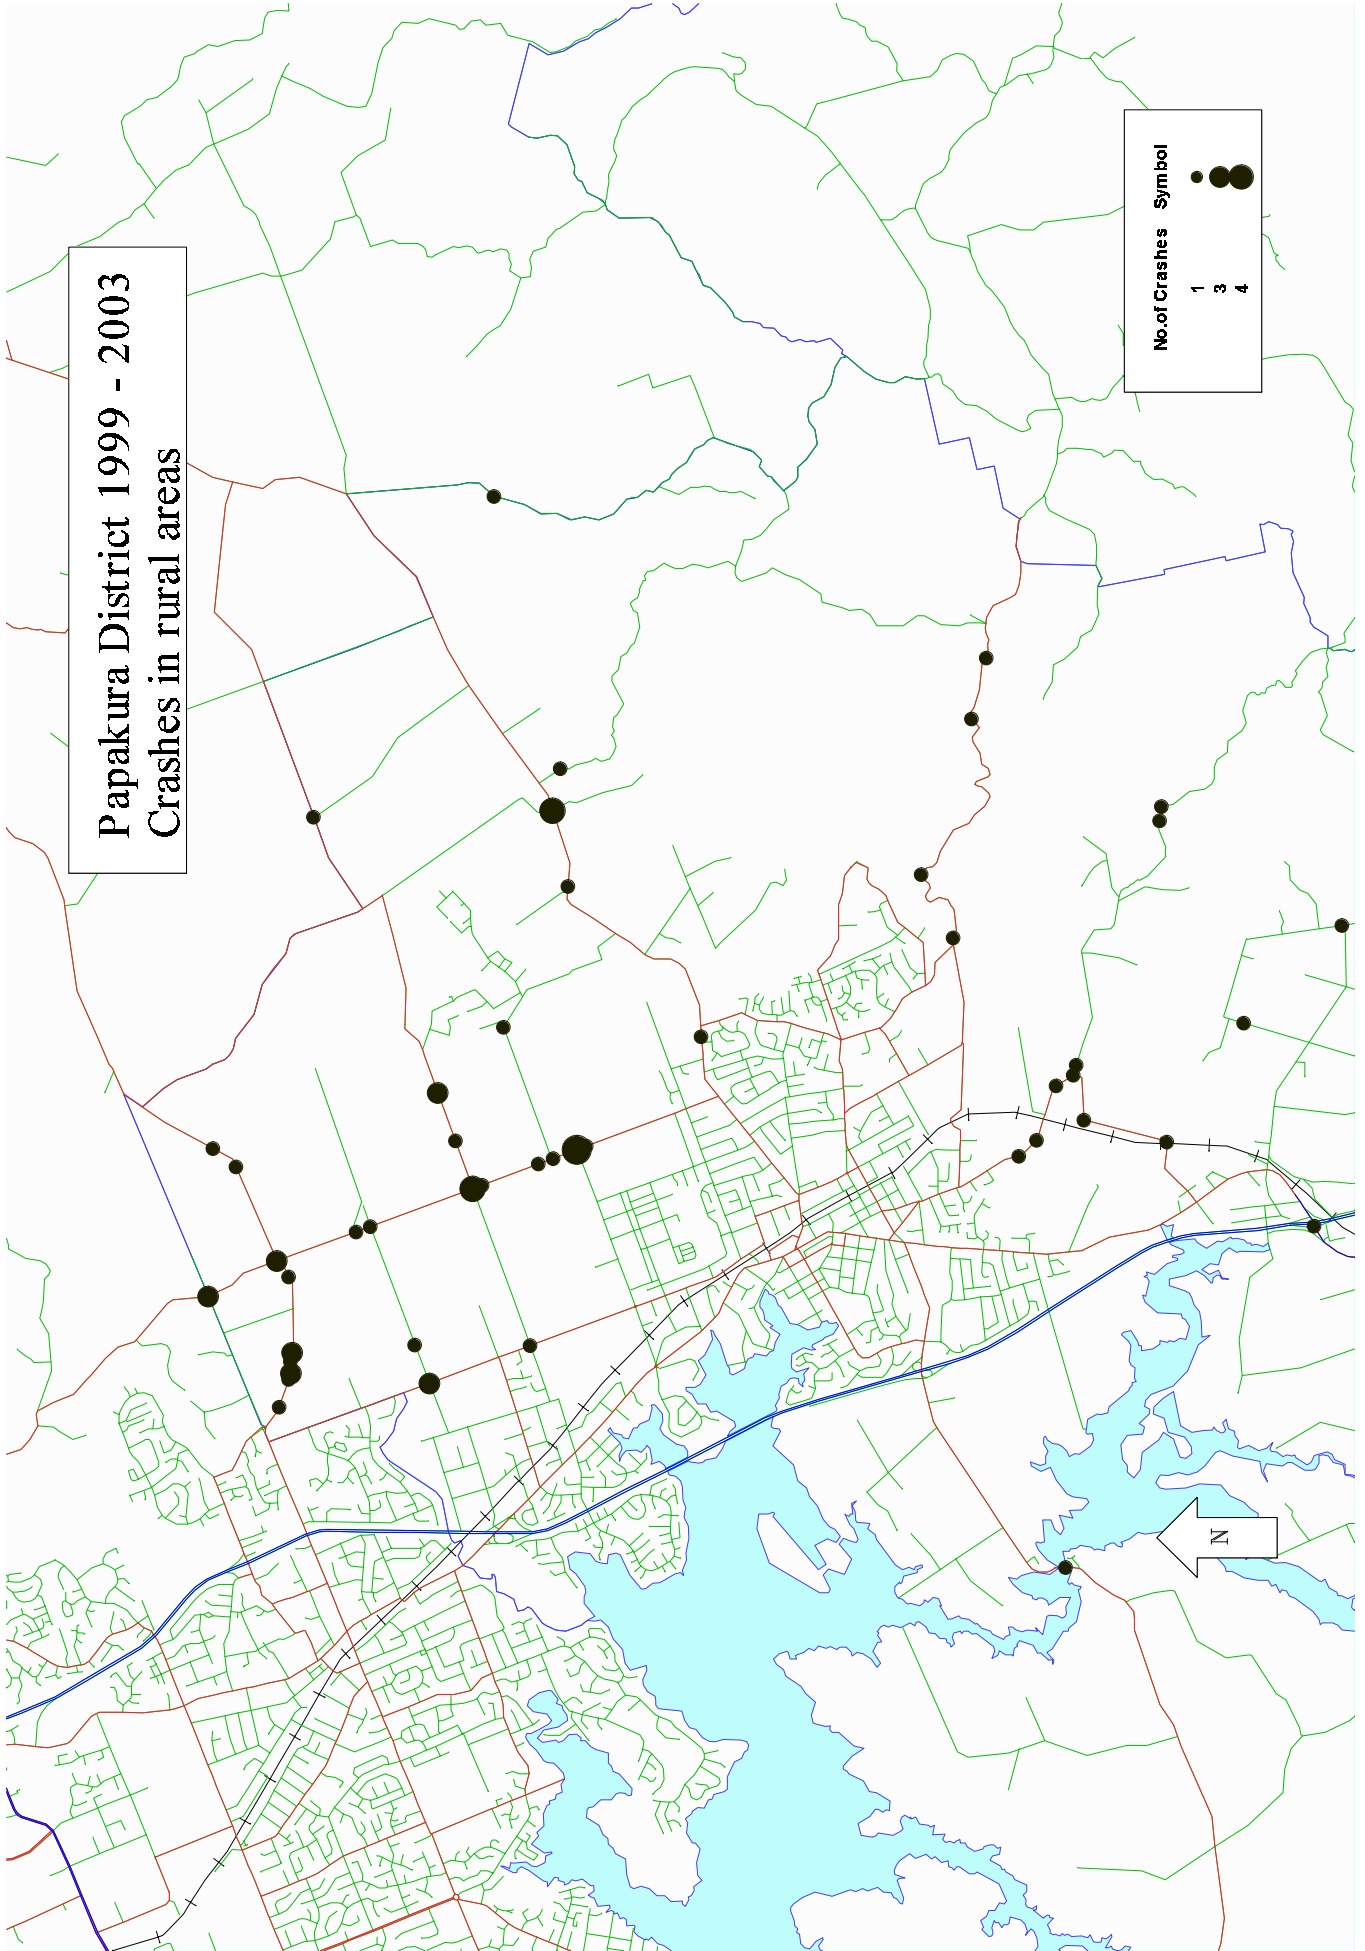 Papakura District 1999 - 2003
Crashes in rural areas
No.of Crashes Symbol
1
3
4
N